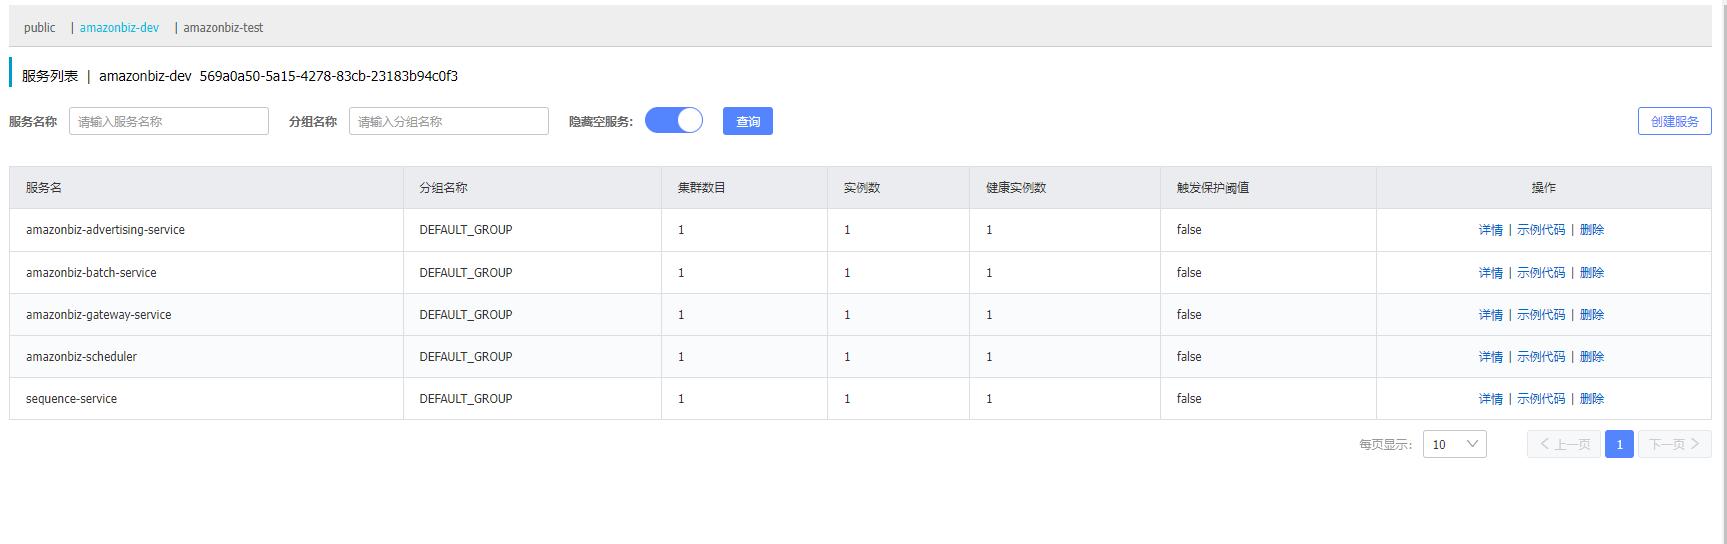 public | amazonbiz-dev | amazonbiz-test
服务列表 | amazonbiz-dev 569a0a50-5a15-4278-83cb-23183b94c0f3
服务名称 请输入服务名称 分组名称 请输入分组名称 隐藏空服务: 查询 创建服务
服务名 分组名称 集群数目 实例数 健康实例数 触发保护阈值 操作
amazonbiz-advertising-service DEFAULT_GROUP 1 1 1 false 详情 | 示例代码 | 删除
amazonbiz-batch-service DEFAULT_GROUP 1 1 1 false 详情 | 示例代码 | 删除
amazonbiz-gateway-service DEFAULT_GROUP 1 1 1 false 详情 | 示例代码 | 删除
amazonbiz-scheduler DEFAULT_GROUP 1 1 1 false 详情 | 示例代码 | 删除
sequence-service DEFAULT_GROUP 1 1 1 false 详情 | 示例代码 | 删除
每页显示: 10 上一页 1 下一页